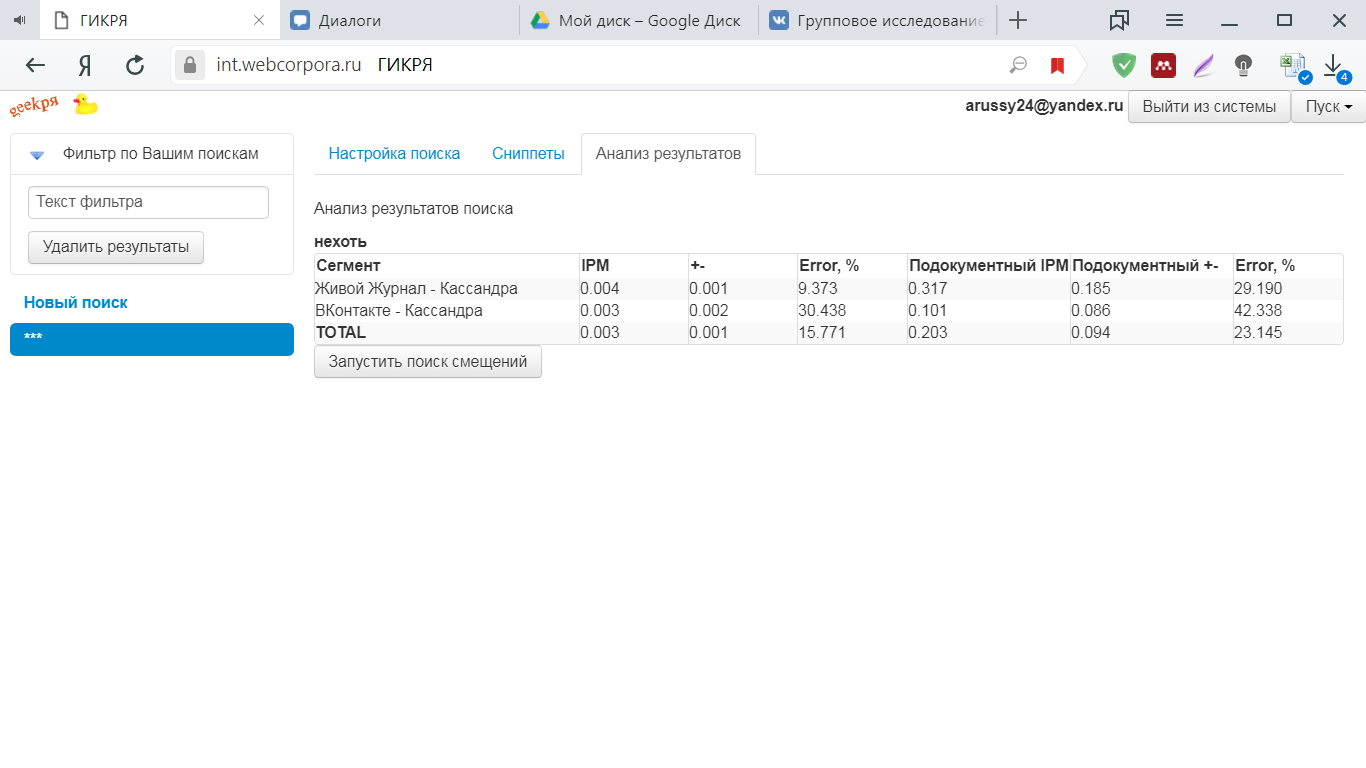 ГИКРЯ
Диалоги
Мой диск – Google Диск
Групповое исследование
Я
int.webcorpora.ru ГИКРЯ
4
geekря
arussy24@yandex.ru
Выйти из системы
Пуск
Фильтр по Вашим поискам
Текст фильтра
Удалить результаты
Новый поиск
***
Настройка поиска
Сниппеты
Анализ результатов
Анализ результатов поиска
нехоть
Сегмент IPM +- Error, % Подокументный IPM Подокументный +- Error, %
Живой Журнал - Кассандра 0.004 0.001 9.373 0.317 0.185 29.190
ВКонтакте - Кассандра 0.003 0.002 30.438 0.101 0.086 42.338
TOTAL 0.003 0.001 15.771 0.203 0.094 23.145
Запустить поиск смещений